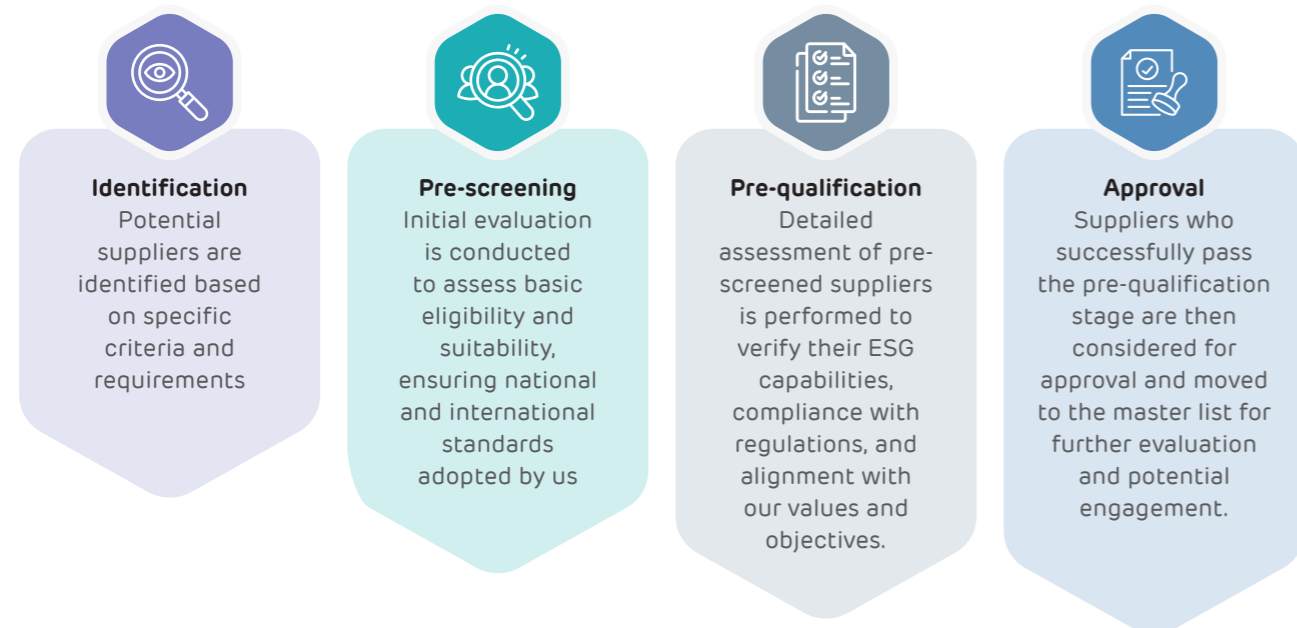 Identification
Potential
suppliers are
identified based
on specific
criteria and
requirements
Pre-screening
Initial evaluation
is conducted
to assess basic
eligibility and
suitability,
ensuring national
and international
standards
adopted by us
Pre-qualification
Detailed
assessment of pre-
screened suppliers
is performed to
verify their ESG
capabilities,
compliance with
regulations, and
alignment with
our values and
objectives.
Approval
Suppliers who
successfully pass
the pre-qualification
stage are then
considered for
approval and moved
to the master list for
further evaluation
and potential
engagement.